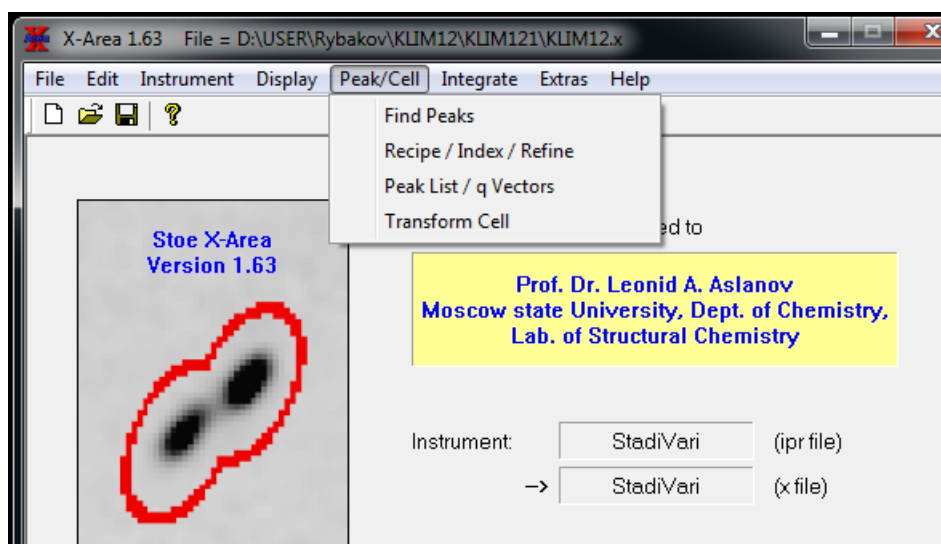 X-Area 1.63 File = D:\USER\Rybakov\KLIM12\KLIM121\KLIM12.x
File Edit Instrument Display Peak/Cell Integrate Extras Help
Find Peaks
Recipe / Index / Refine
Peak List / q Vectors
Transform Cell
Stoe X-Area
Version 1.63
to
Prof. Dr. Leonid A. Aslanov
Moscow state University, Dept. of Chemistry,
Lab. of Structural Chemistry
Instrument: StadiVari (ipr file)
-> StadiVari (x file)